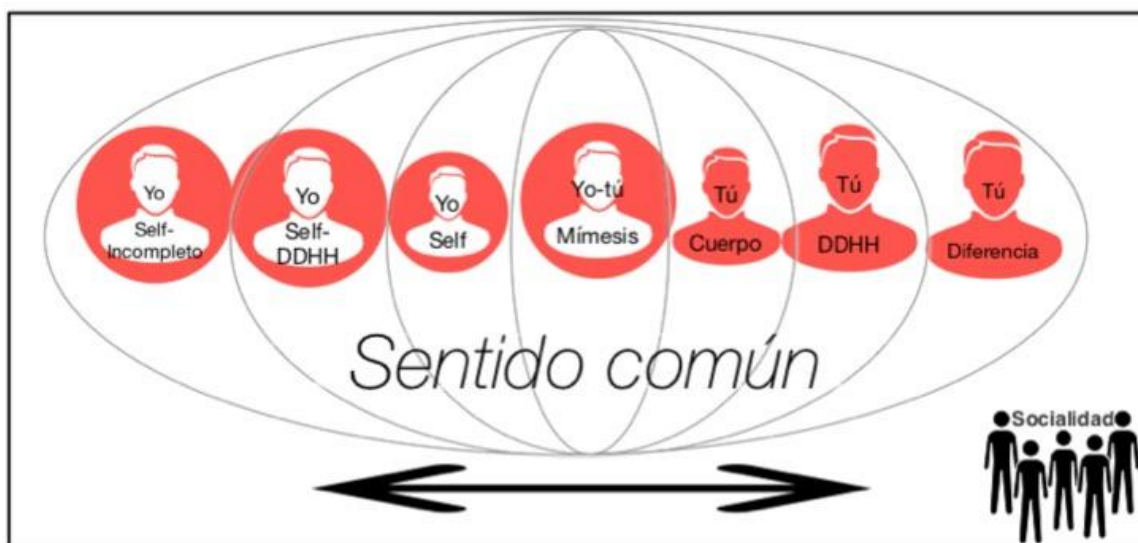 Yo
Self-
Incompleto
Yo
Self-
DDHH
Yo
Self
Yo-tú
Mímesis
Tú
Cuerpo
Tú
DDHH
Tú
Diferencia
Sentido común
Socialidad